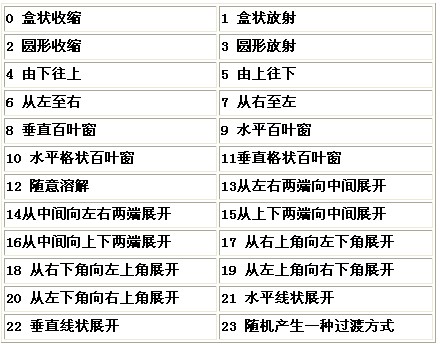 0 盒状收缩
1 盒状放射
2 圆形收缩
3 圆形放射
4 由下往上
5 由上往下
6 从左至右
7 从右至左
8 垂直百叶窗
9 水平百叶窗
10 水平格状百叶窗
11垂直格状百叶窗
12 随意溶解
13从左右两端向中间展开
14从中间向左右两端展开
15从上下两端向中间展开
16从中间向上下两端展开
17 从右上角向左下角展开
18 从右下角向左上角展开
19 从左上角向右下角展开
20 从左下角向右上角展开
21 水平线状展开
22 垂直线状展开
23 随机产生一种过渡方式